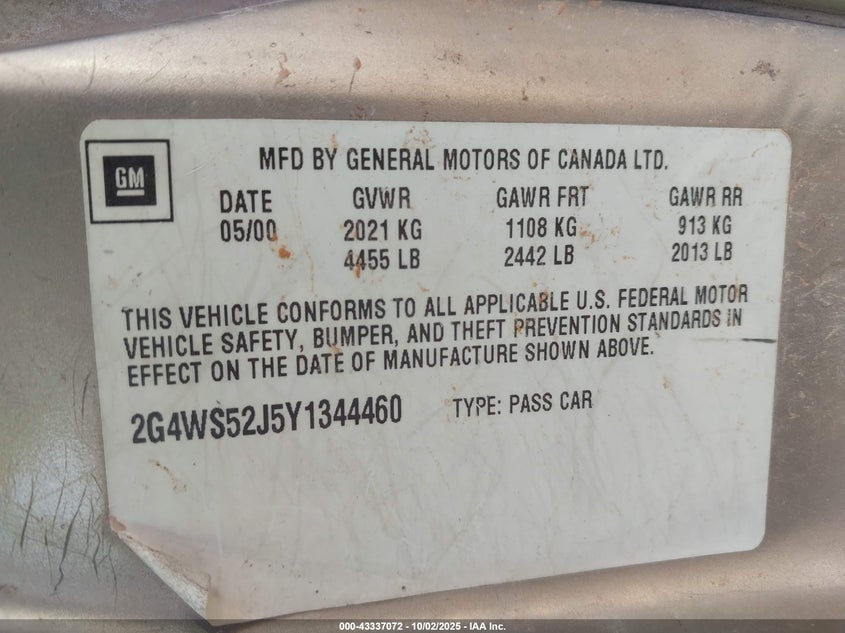 GM
MFD BY GENERAL MOTORS OF CANADA LTD.
DATE GVWR GAWR FRT GAWR RR
05/00 2021 KG 1108 KG 913 KG
4455 LB 2442 LB 2013 LB
THIS VEHICLE CONFORMS TO ALL APPLICABLE U.S. FEDERAL MOTOR
VEHICLE SAFETY, BUMPER, AND THEFT PREVENTION STANDARDS IN
EFFECT ON THE DATE OF MANUFACTURE SHOWN ABOVE.
2G4WS52J5Y1344460 TYPE: PASS CAR
000-43337072 - 10/02/2025 - IAA Inc.